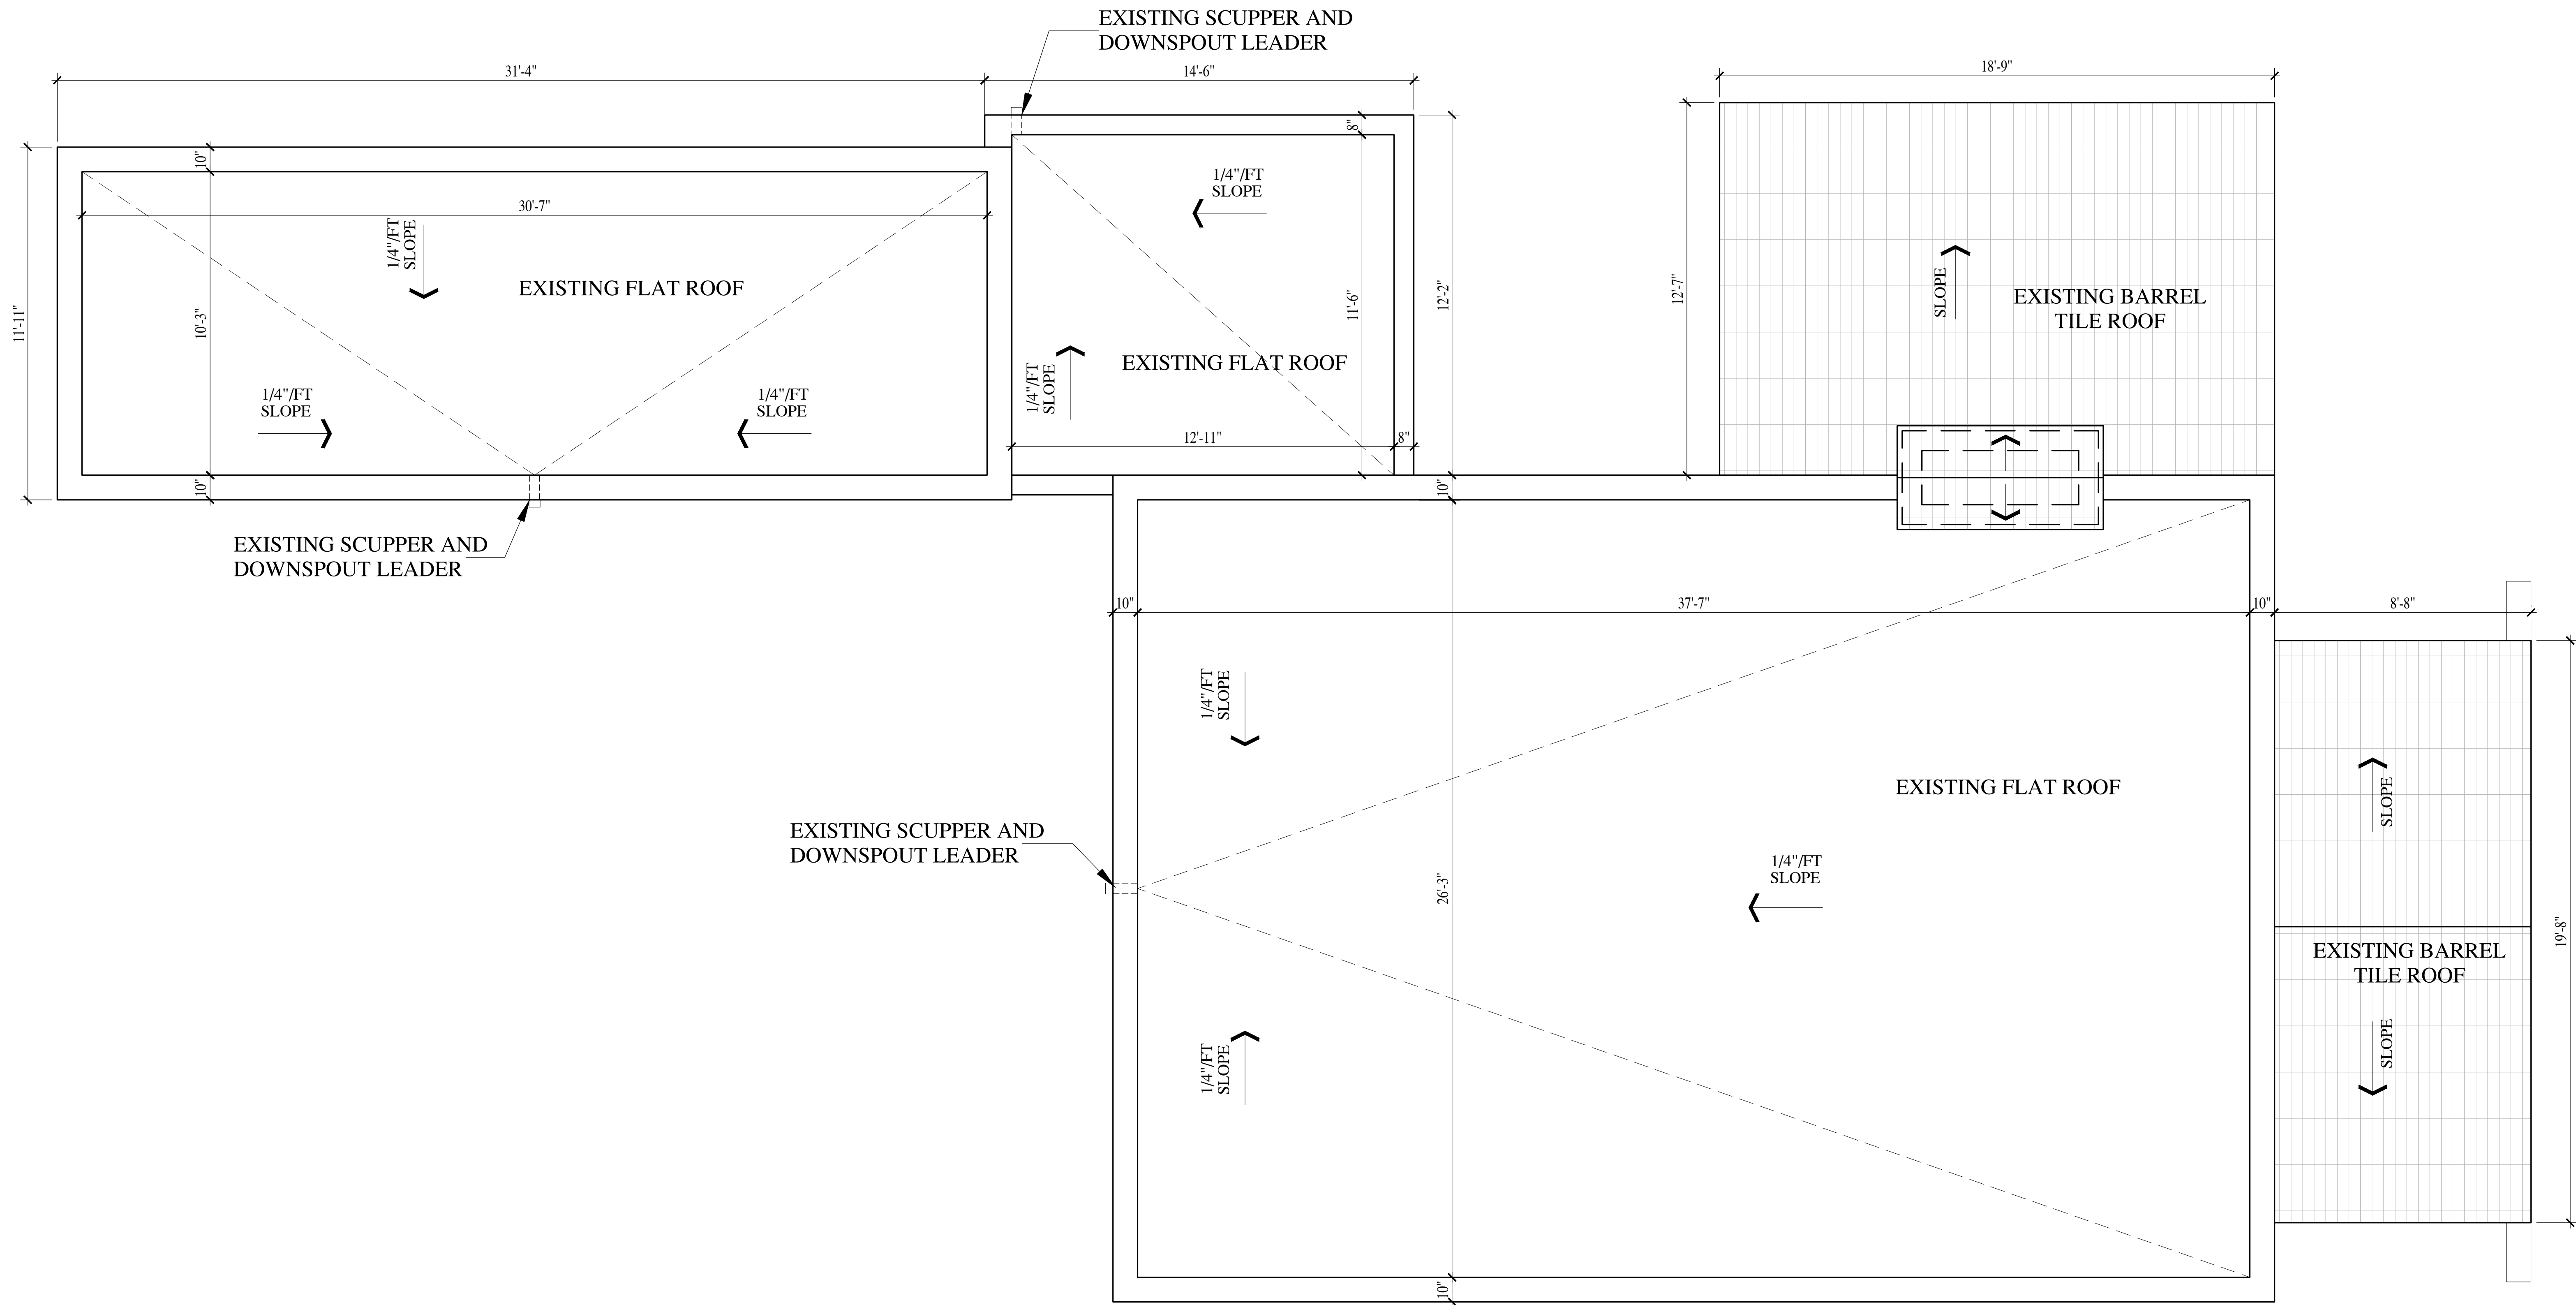 EXISTING SCUPPER AND
DOWNSPOUT LEADER
31'-4"
14'-6"
18'-9"
8"
12'-7"
10"
1/4"/FT
SLOPE
30'-7"
1/4"/FT
SLOPE
EXISTING FLAT ROOF
11'-11"
10'-3"
11'-6"
12'-2"
SLOPE
EXISTING BARREL
TILE ROOF
EXISTING FLAT ROOF
1/4"/FT
SLOPE
1/4"/FT
SLOPE
1/4"/FT
SLOPE
12'-11"
8"
10"
10"
EXISTING SCUPPER AND
DOWNSPOUT LEADER
10"
37'-7"
10"
8'-8"
1/4"/FT
SLOPE
EXISTING FLAT ROOF
SLOPE
EXISTING SCUPPER AND
DOWNSPOUT LEADER
1/4"/FT
SLOPE
26'-3"
19'-8"
EXISTING BARREL
TILE ROOF
1/4"/FT
SLOPE
SLOPE
10"